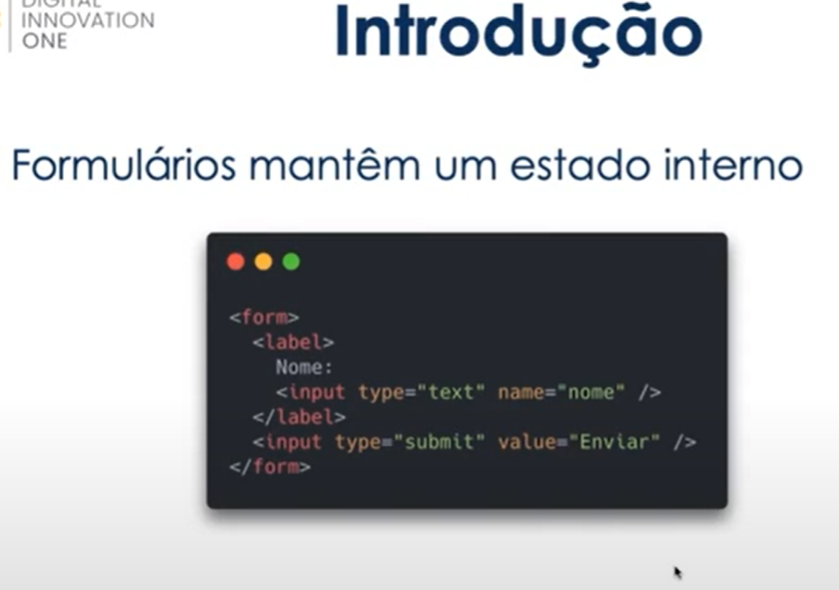 DIGITAL
INNOVATION
ONE
Introdução
Formulários mantêm um estado interno
<form>
<label>
Nome:
<input type="text" name="nome" />
</label>
<input type="submit" value="Enviar" />
</form>